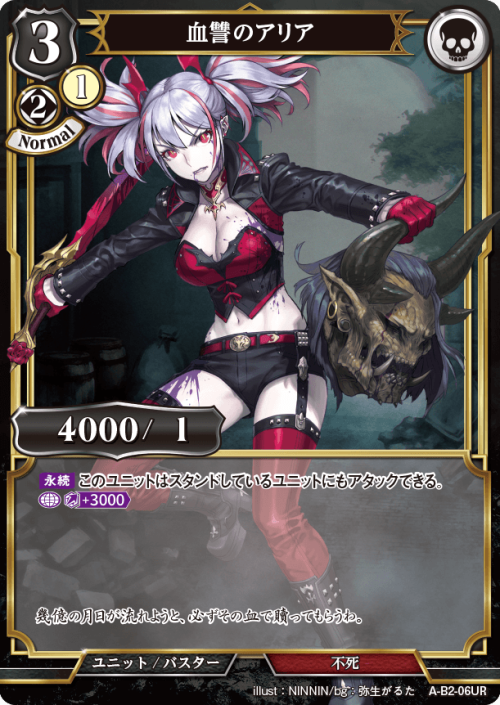 3
血讐のアリア
2
1
Normal
4000/ 1
永続 このユニットはスタンドしているユニットにもアタックできる。
+3000
幾億の月日が流れようと、必ずその血で贖ってもらうわ。
ユニット / バスター
不死
illust : NINNIN/bg : 弥生がるた A-B2-06UR